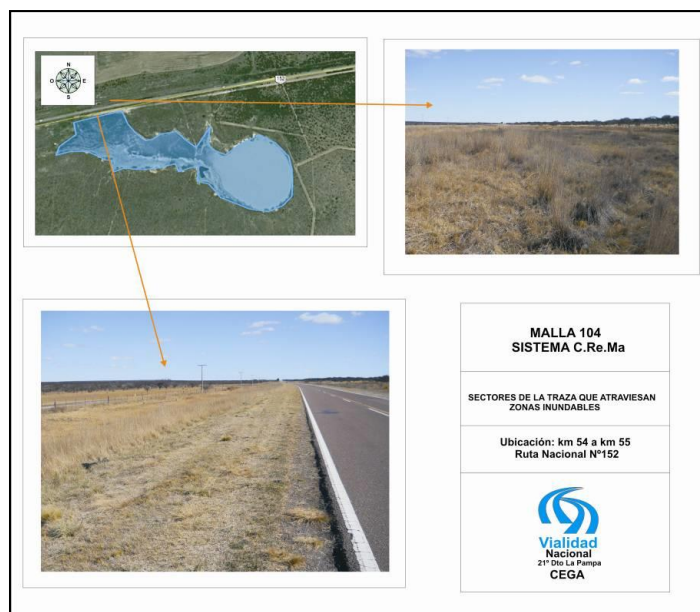 N
O E
S
152
MALLA 104
SISTEMA C.Re.Ma
SECTORES DE LA TRAZA QUE ATRAVIESAN
ZONAS INUNDABLES
Ubicación: km 54 a km 55
Ruta Nacional Nº152
Vialidad
Nacional
21º Dto La Pampa
CEGA